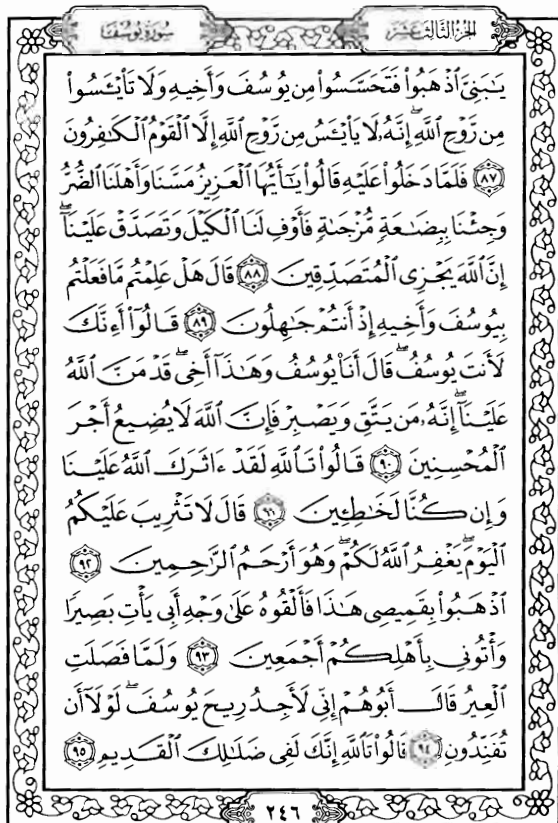 الجزء الثالث عشر
سورة يوسف
يَٰبَنِىَّ ٱذْهَبُوا۟ فَتَحَسَّسُوا۟ مِن يُوسُفَ وَأَخِيهِ وَلَا تَا۟يْـَٔسُوا۟
مِن رَّوْحِ ٱللَّهِ ۖ إِنَّهُۥ لَا يَا۟يْـَٔسُ مِن رَّوْحِ ٱللَّهِ إِلَّا ٱلْقَوْمُ ٱلْكَٰفِرُونَ
٨٧ فَلَمَّا دَخَلُوا۟ عَلَيْهِ قَالُوا۟ يَٰٓأَيُّهَا ٱلْعَزِيزُ مَسَّنَا وَأَهْلَنَا ٱلضُّرُّ
وَجِئْنَا بِبِضَٰعَةٍ مُّزْجَىٰةٍ فَأَوْفِ لَنَا ٱلْكَيْلَ وَتَصَدَّقْ عَلَيْنَآ ۖ
إِنَّ ٱللَّهَ يَجْزِى ٱلْمُتَصَدِّقِينَ ٨٨ قَالَ هَلْ عَلِمْتُم مَّا فَعَلْتُم
بِيُوسُفَ وَأَخِيهِ إِذْ أَنتُمْ جَٰهِلُونَ ٨٩ قَالُوٓا۟ أَءِنَّكَ
لَأَنتَ يُوسُفُ ۖ قَالَ أَنَا۠ يُوسُفُ وَهَٰذَآ أَخِى ۖ قَدْ مَنَّ ٱللَّهُ
عَلَيْنَآ ۖ إِنَّهُۥ مَن يَتَّقِ وَيَصْبِرْ فَإِنَّ ٱللَّهَ لَا يُضِيعُ أَجْرَ
ٱلْمُحْسِنِينَ ٩٠ قَالُوا۟ تَٱللَّهِ لَقَدْ ءَاثَرَكَ ٱللَّهُ عَلَيْنَا
وَإِن كُنَّا لَخَٰطِـِٔينَ ٩١ قَالَ لَا تَثْرِيبَ عَلَيْكُمُ
ٱلْيَوْمَ ۖ يَغْفِرُ ٱللَّهُ لَكُمْ ۖ وَهُوَ أَرْحَمُ ٱلرَّٰحِمِينَ ٩٢
ٱذْهَبُوا۟ بِقَمِيصِى هَٰذَا فَأَلْقُوهُ عَلَىٰ وَجْهِ أَبِى يَأْتِ بَصِيرًا
وَأْتُونِى بِأَهْلِكُمْ أَجْمَعِينَ ٩٣ وَلَمَّا فَصَلَتِ
ٱلْعِيرُ قَالَ أَبُوهُمْ إِنِّى لَأَجِدُ رِيحَ يُوسُفَ ۖ لَوْلَآ أَن
تُفَنِّدُونِ ٩٤ قَالُوا۟ تَٱللَّهِ إِنَّكَ لَفِى ضَلَٰلِكَ ٱلْقَدِيمِ ٩٥
٢٤٦